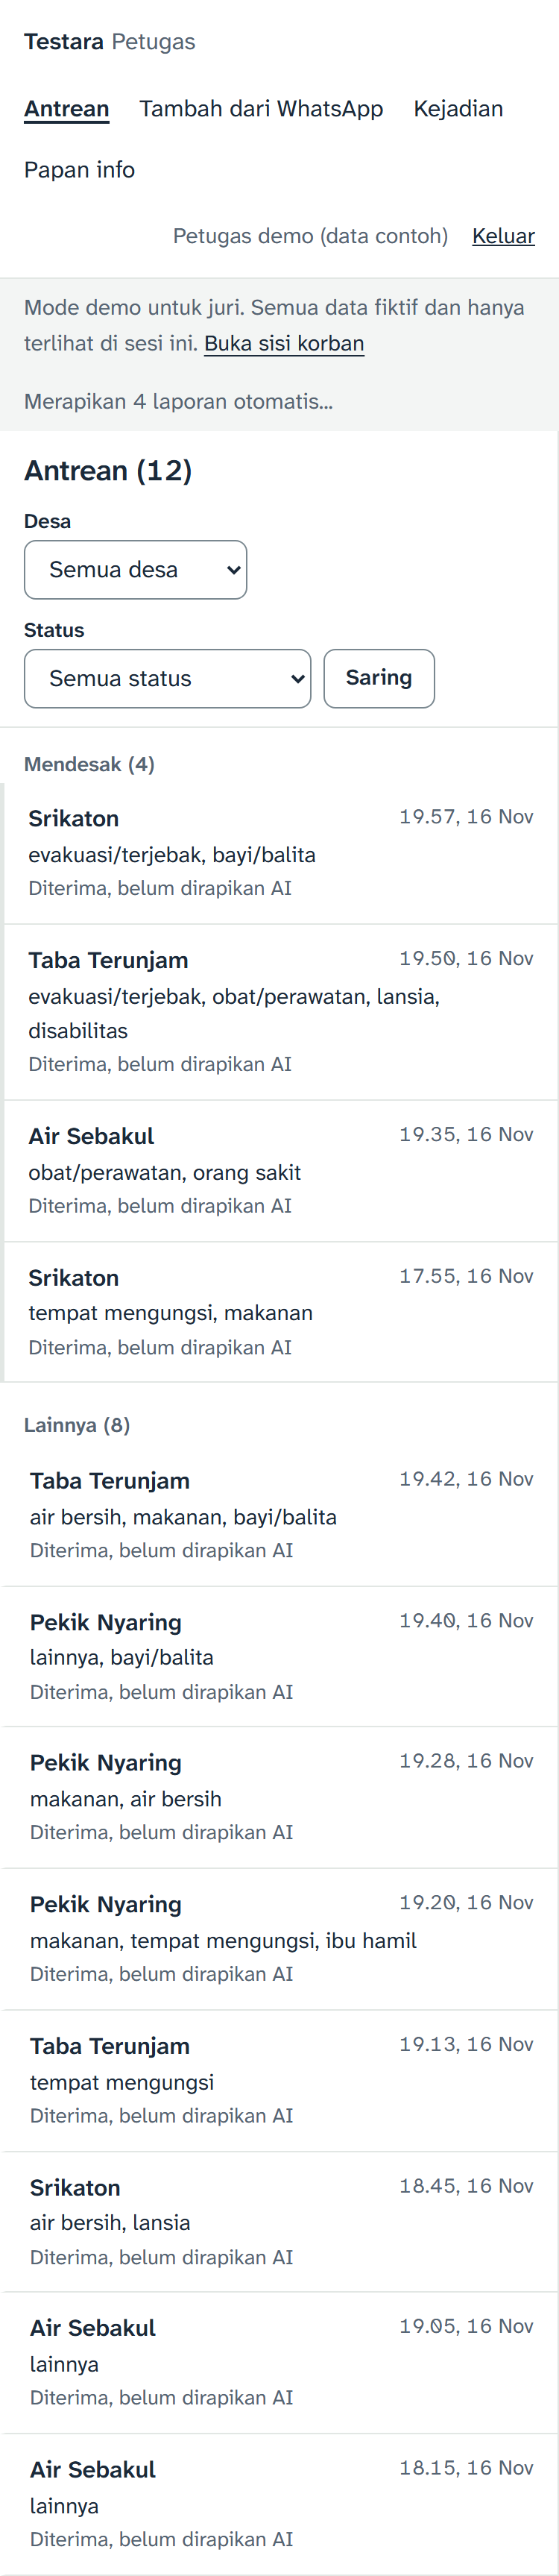 Testara Petugas
Antrean Tambah dari WhatsApp Kejadian
Papan info
Petugas demo (data contoh) Keluar
Mode demo untuk juri. Semua data fiktif dan hanya
terlihat di sesi ini. Buka sisi korban
Merapikan 4 laporan otomatis...
Antrean (12)
Desa
Semua desa
Status
Semua status Saring
Mendesak (4)
Srikaton 19.57, 16 Nov
evakuasi/terjebak, bayi/balita
Diterima, belum dirapikan AI
Taba Terunjam 19.50, 16 Nov
evakuasi/terjebak, obat/perawatan, lansia,
disabilitas
Diterima, belum dirapikan AI
Air Sebakul 19.35, 16 Nov
obat/perawatan, orang sakit
Diterima, belum dirapikan AI
Srikaton 17.55, 16 Nov
tempat mengungsi, makanan
Diterima, belum dirapikan AI
Lainnya (8)
Taba Terunjam 19.42, 16 Nov
air bersih, makanan, bayi/balita
Diterima, belum dirapikan AI
Pekik Nyaring 19.40, 16 Nov
lainnya, bayi/balita
Diterima, belum dirapikan AI
Pekik Nyaring 19.28, 16 Nov
makanan, air bersih
Diterima, belum dirapikan AI
Pekik Nyaring 19.20, 16 Nov
makanan, tempat mengungsi, ibu hamil
Diterima, belum dirapikan AI
Taba Terunjam 19.13, 16 Nov
tempat mengungsi
Diterima, belum dirapikan AI
Srikaton 18.45, 16 Nov
air bersih, lansia
Diterima, belum dirapikan AI
Air Sebakul 19.05, 16 Nov
lainnya
Diterima, belum dirapikan AI
Air Sebakul 18.15, 16 Nov
lainnya
Diterima, belum dirapikan AI